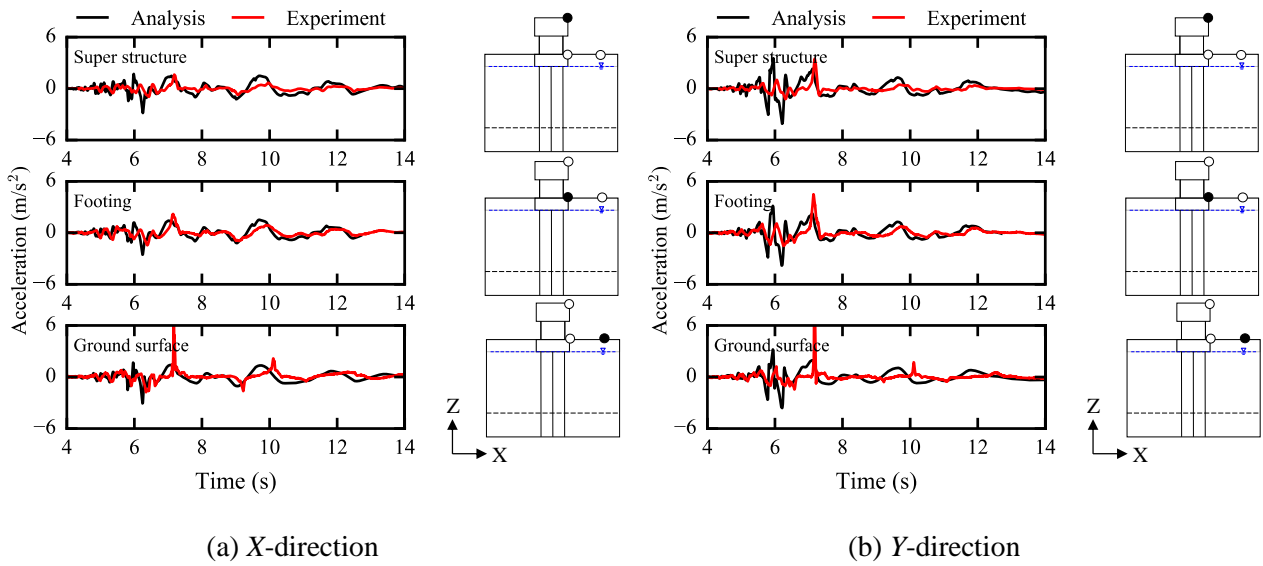 Analysis Experiment
6
Super structure
0
−6
4 6 8 10 12 14
6
Footing
0
−6
4 6 8 10 12 14
6
Ground surface
0
−6
4 6 8 10 12 14
Acceleration (m/s²)
Time (s)
Z
X
(a) X-direction
Analysis Experiment
6
Super structure
0
−6
4 6 8 10 12 14
6
Footing
0
−6
4 6 8 10 12 14
6
Ground surface
0
−6
4 6 8 10 12 14
Acceleration (m/s²)
Time (s)
Z
X
(b) Y-direction